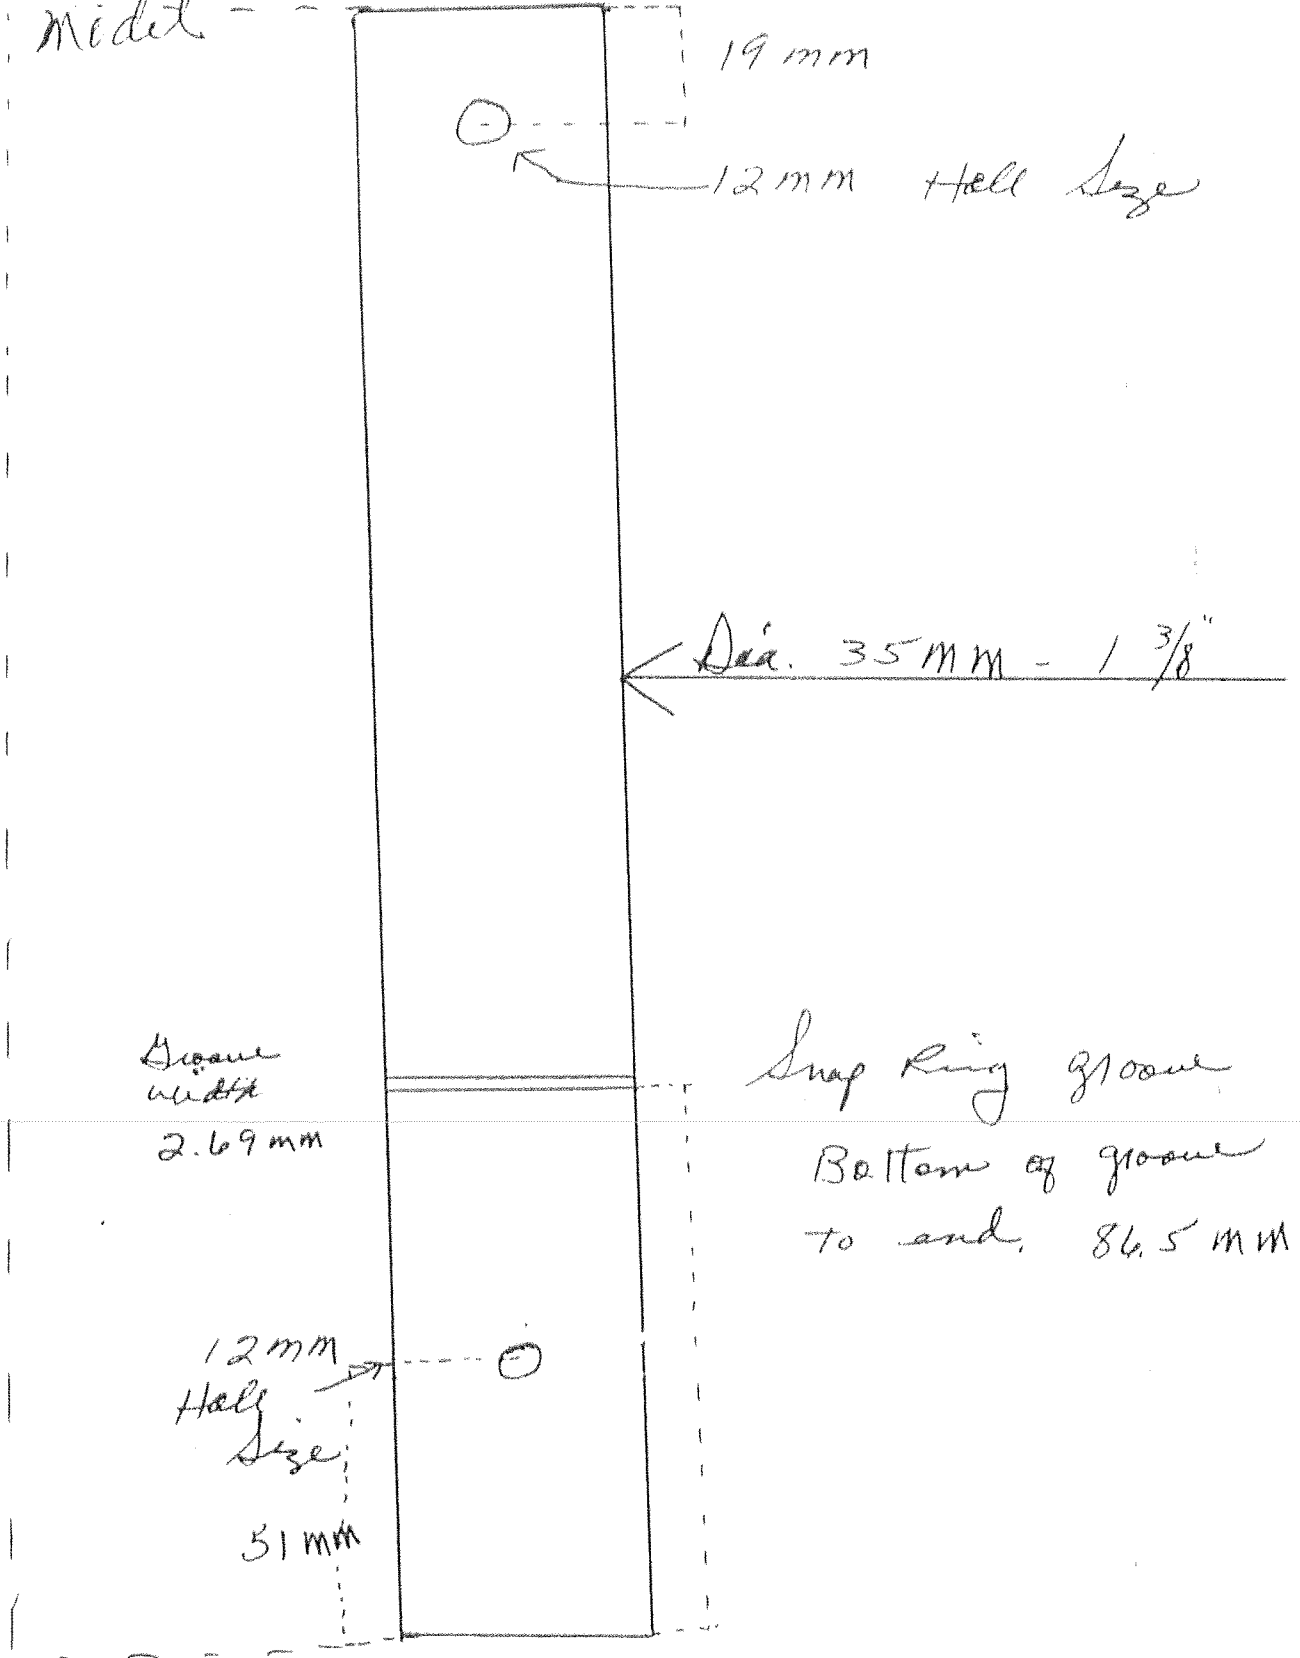 19 mm
12 mm Hole Size
Dia. 35 mm - 1 3/8"
Groove
width
2.69 mm
Snap Ring groove
Bottom of groove
to end. 86.5 mm
12 mm
Hole
Size
51 mm